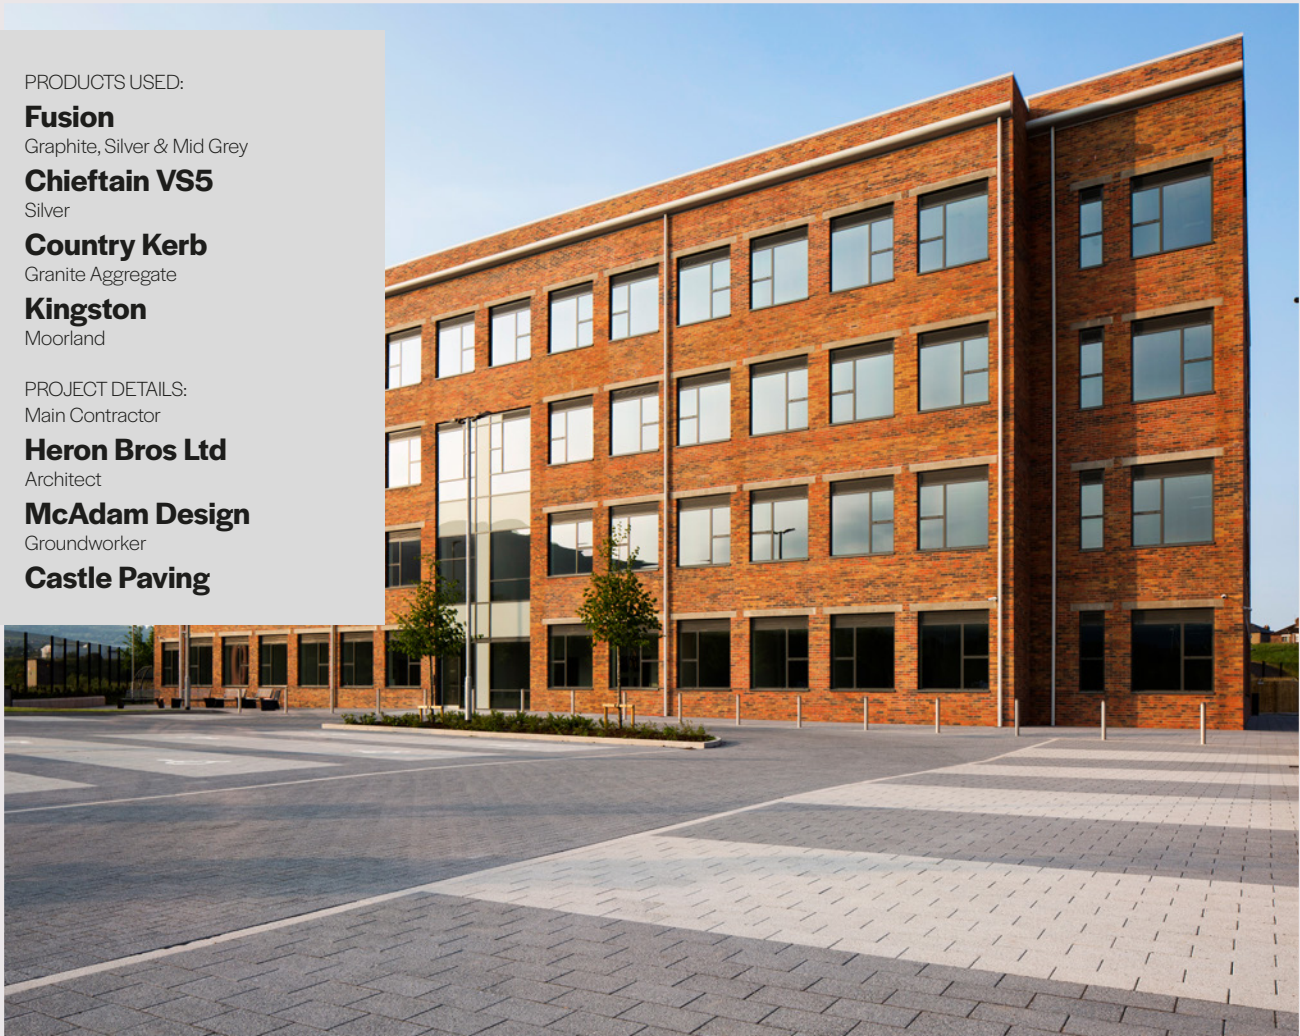 PRODUCTS USED:
Fusion
Graphite, Silver & Mid Grey
Chieftain VS5
Silver
Country Kerb
Granite Aggregate
Kingston
Moorland
PROJECT DETAILS:
Main Contractor
Heron Bros Ltd
Architect
McAdam Design
Groundworker
Castle Paving